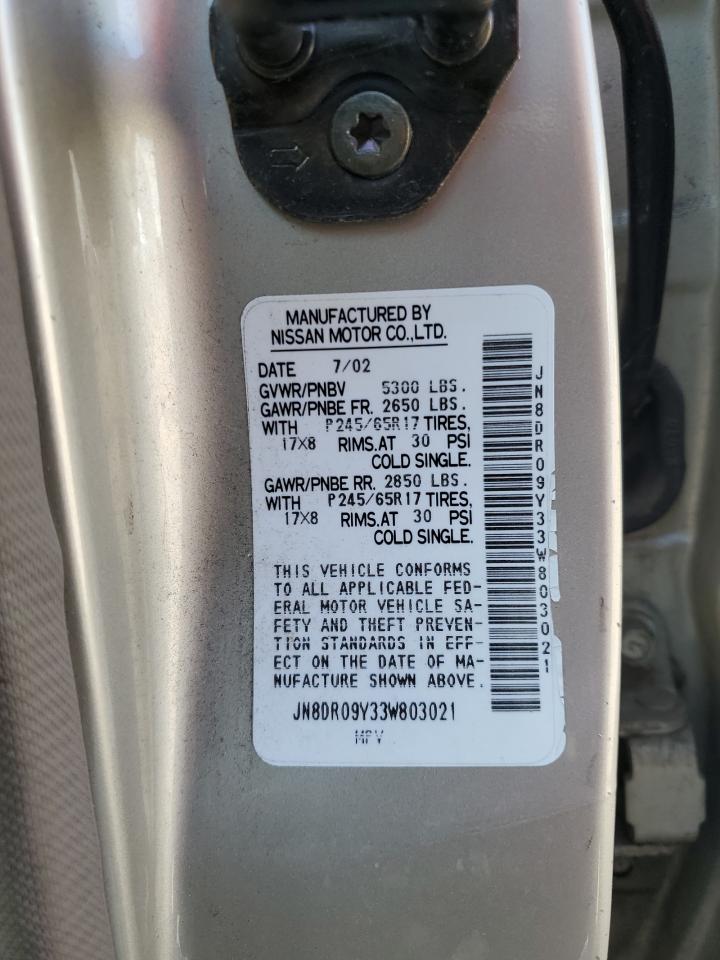 MANUFACTURED BY
NISSAN MOTOR CO.,LTD.
DATE 7/02
GVWR/PNBV 5300 LBS.
GAWR/PNBE FR. 2650 LBS.
WITH P245/65R17 TIRES,
17X8 RIMS.AT 30 PSI
COLD SINGLE.
GAWR/PNBE RR. 2850 LBS.
WITH P245/65R17 TIRES,
17X8 RIMS.AT 30 PSI
COLD SINGLE.
THIS VEHICLE CONFORMS
TO ALL APPLICABLE FED-
ERAL MOTOR VEHICLE SA-
FETY AND THEFT PREVEN-
TION STANDARDS IN EFF-
ECT ON THE DATE OF MA-
NUFACTURE SHOWN ABOVE.
JN8DR09Y33W803021
MPV
JN8DR09Y33W803021